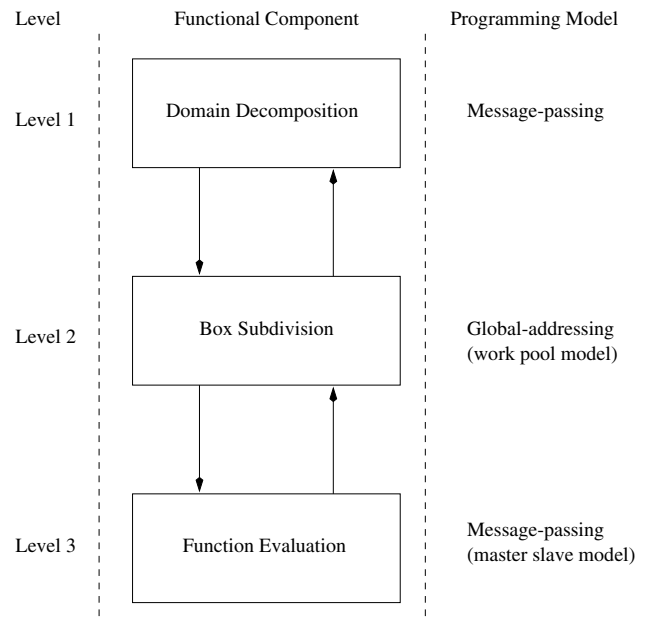 Level Functional Component Programming Model
Level 1 Domain Decomposition Message-passing
Level 2 Box Subdivision Global-addressing
(work pool model)
Level 3 Function Evaluation Message-passing
(master slave model)